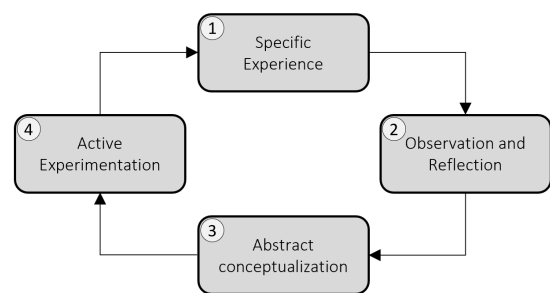 1
Specific
Experience
2
Observation and
Reflection
3
Abstract
conceptualization
4
Active
Experimentation